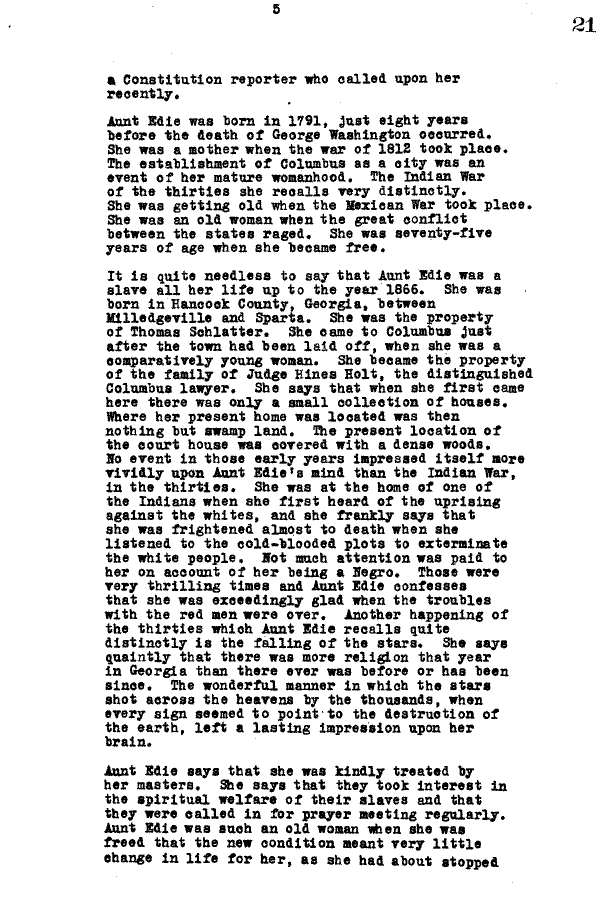 5
21
a Constitution reporter who called upon her
recently.
Aunt Edie was born in 1791, just eight years
before the death of George Washington occurred.
She was a mother when the war of 1812 took place.
The establishment of Columbus as a city was an
event of her mature womanhood. The Indian War
of the thirties she recalls very distinctly.
She was getting old when the Mexican War took place.
She was an old woman when the great conflict
between the states raged. She was seventy-five
years of age when she became free.
It is quite needless to say that Aunt Edie was a
slave all her life up to the year 1866. She was
born in Hancock County, Georgia, between
Milledgeville and Sparta. She was the property
of Thomas Schlatter. She came to Columbus just
after the town had been laid off, when she was a
comparatively young woman. She became the property
of the family of Judge Hines Holt, the distinguished
Columbus lawyer. She says that when she first came
here there was only a small collection of houses.
Where her present home was located was then
nothing but swamp land. The present location of
the court house was covered with a dense woods.
No event in those early years impressed itself more
vividly upon Aunt Edie's mind than the Indian War,
in the thirties. She was at the home of one of
the Indians when she first heard of the uprising
against the whites, and she frankly says that
she was frightened almost to death when she
listened to the cold-blooded plots to exterminate
the white people. Not much attention was paid to
her on account of her being a Negro. Those were
very thrilling times and Aunt Edie confesses
that she was exceedingly glad when the troubles
with the red men were over. Another happening of
the thirties which Aunt Edie recalls quite
distinctly is the falling of the stars. She says
quaintly that there was more religion that year
in Georgia than there ever was before or has been
since. The wonderful manner in which the stars
shot across the heavens by the thousands, when
every sign seemed to point to the destruction of
the earth, left a lasting impression upon her
brain.
Aunt Edie says that she was kindly treated by
her masters. She says that they took interest in
the spiritual welfare of their slaves and that
they were called in for prayer meeting regularly.
Aunt Edie was such an old woman when she was
freed that the new condition meant very little
change in life for her, as she had about stopped